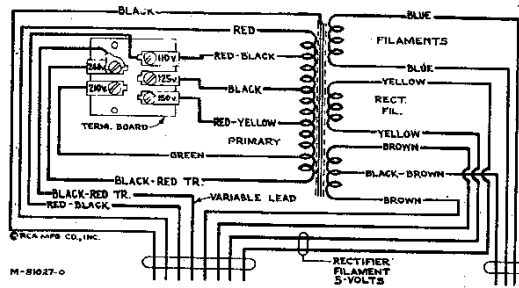 BLACK
BLUE
RED
FILAMENTS
110V
RED-BLACK
240V
BLUE
125V
BLACK
YELLOW
210V
RECT.
FIL.
150V
RED-YELLOW
TERM. BOARD
PRIMARY
YELLOW
GREEN
BROWN
BLACK-RED TR.
BLACK-BROWN
BLACK-RED TR.
VARIABLE LEAD
RED-BLACK
BROWN
©RCA MFG CO., INC.
M-81027-0
RECTIFIER
FILAMENT
5-VOLTS